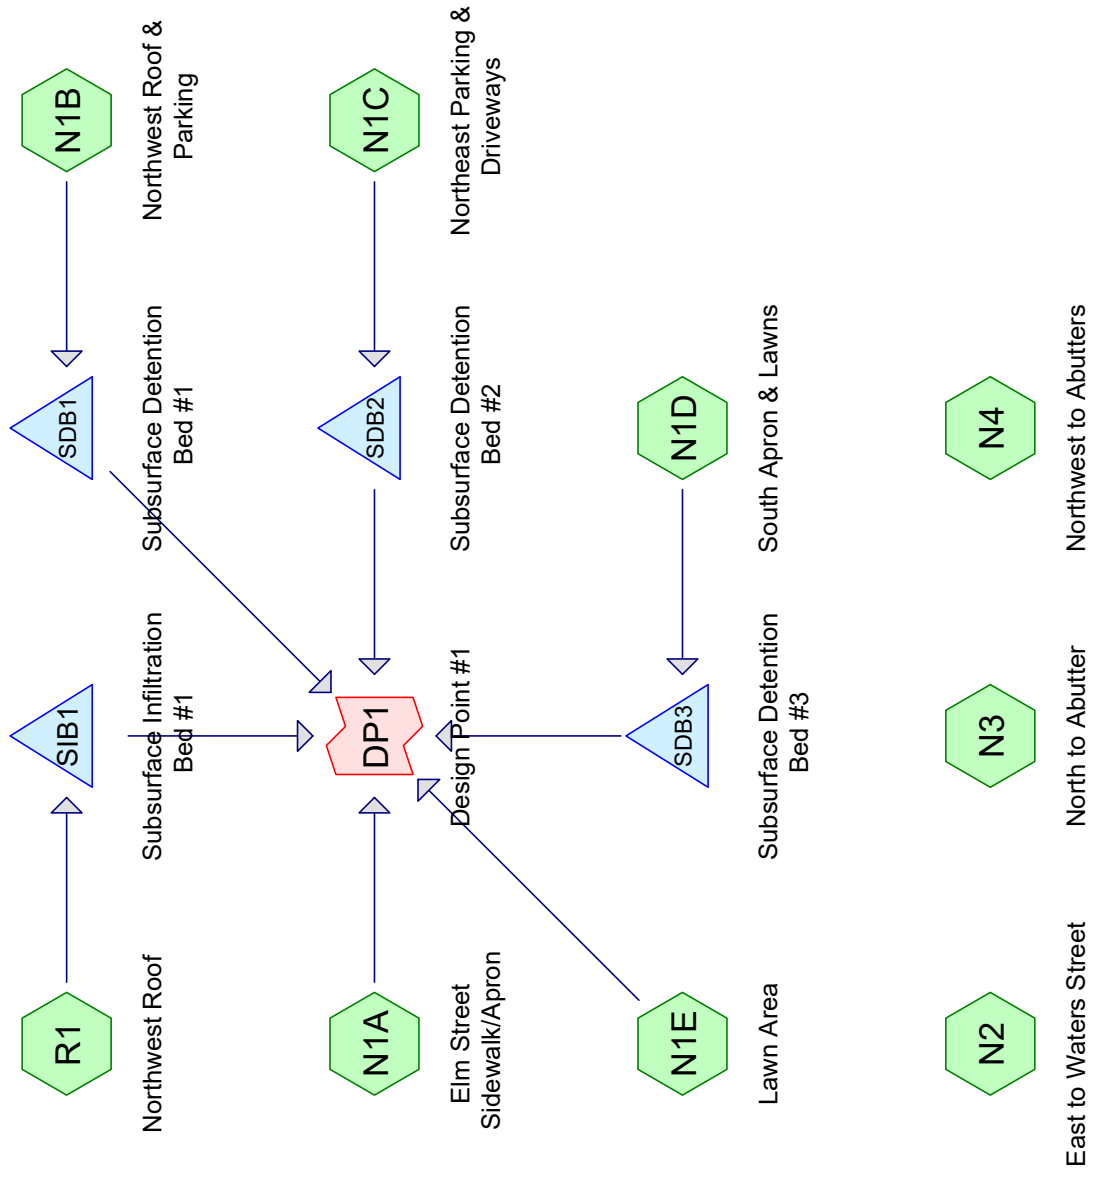 R1
Northwest Roof
SIB1
Subsurface Infiltration
Bed #1
SDB1
Subsurface Detention
Bed #1
N1B
Northwest Roof &
Parking
N1A
Elm Street
Sidewalk/Apron
DP1
Design Point #1
SDB2
Subsurface Detention
Bed #2
N1C
Northeast Parking &
Driveways
N1E
Lawn Area
SDB3
Subsurface Detention
Bed #3
N1D
South Apron & Lawns
N2
East to Waters Street
N3
North to Abutter
N4
Northwest to Abutters